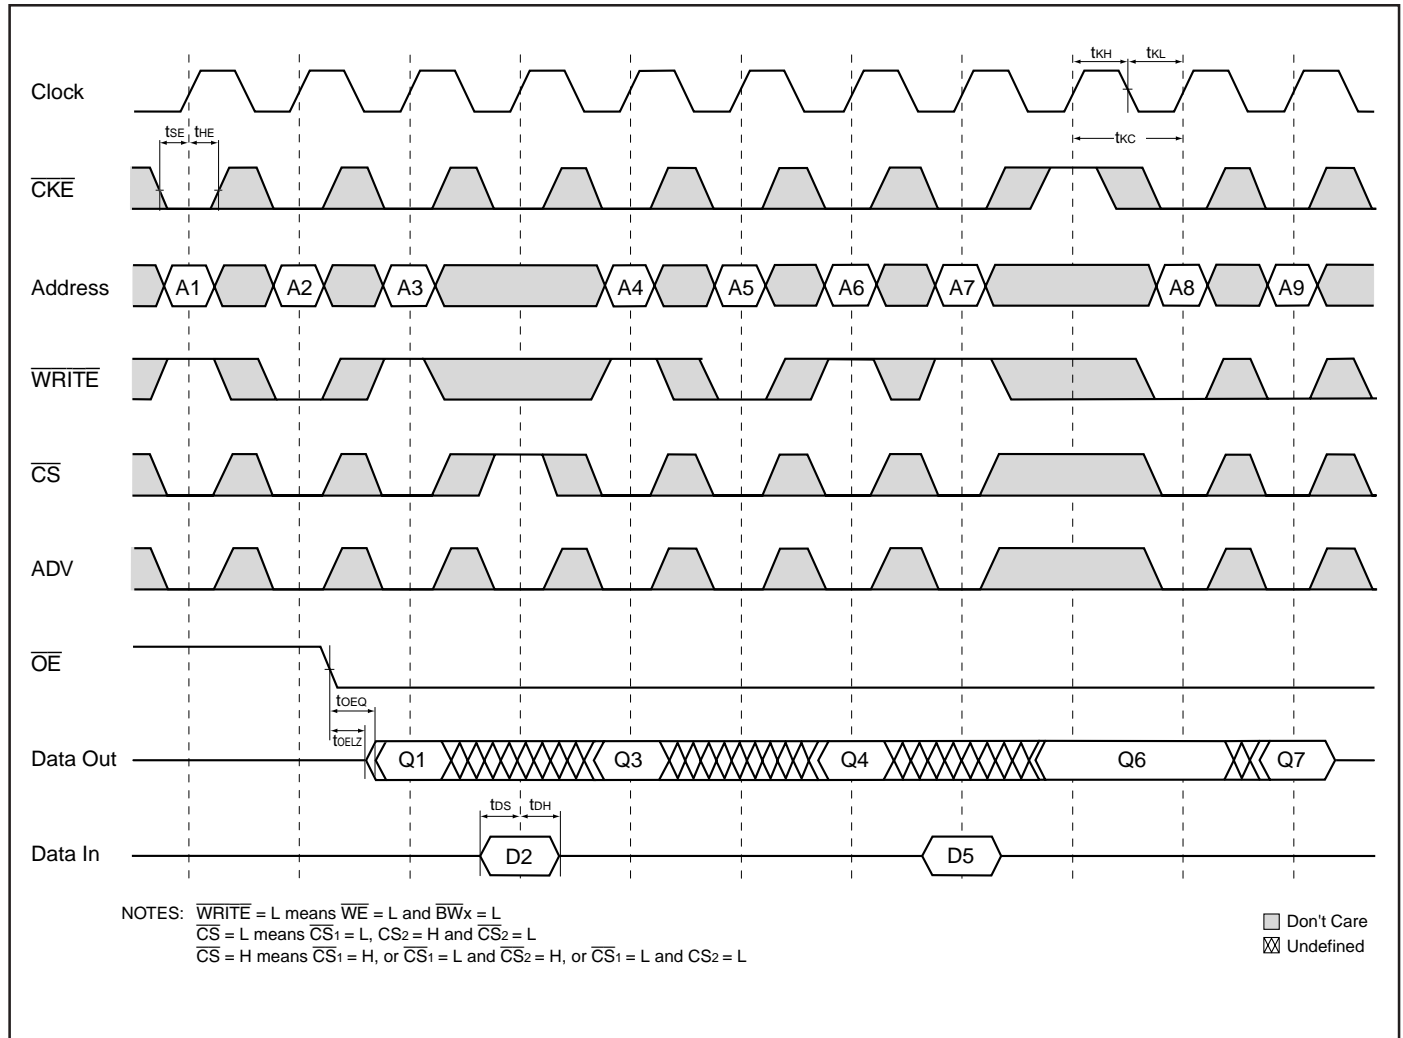 tKH tKL
Clock
tSE tHE
tKC
CKE
Address A1 A2 A3 A4 A5 A6 A7 A8 A9
WRITE
CS
ADV
OE
tOEQ
tOELZ
Data Out Q1 Q3 Q4 Q6 Q7
tDS tDH
Data In D2 D5
NOTES: WRITE = L means WE = L and BWx = L
CS = L means CS1 = L, CS2 = H and CS2 = L
CS = H means CS1 = H, or CS1 = L and CS2 = H, or CS1 = L and CS2 = L
Don't Care
Undefined